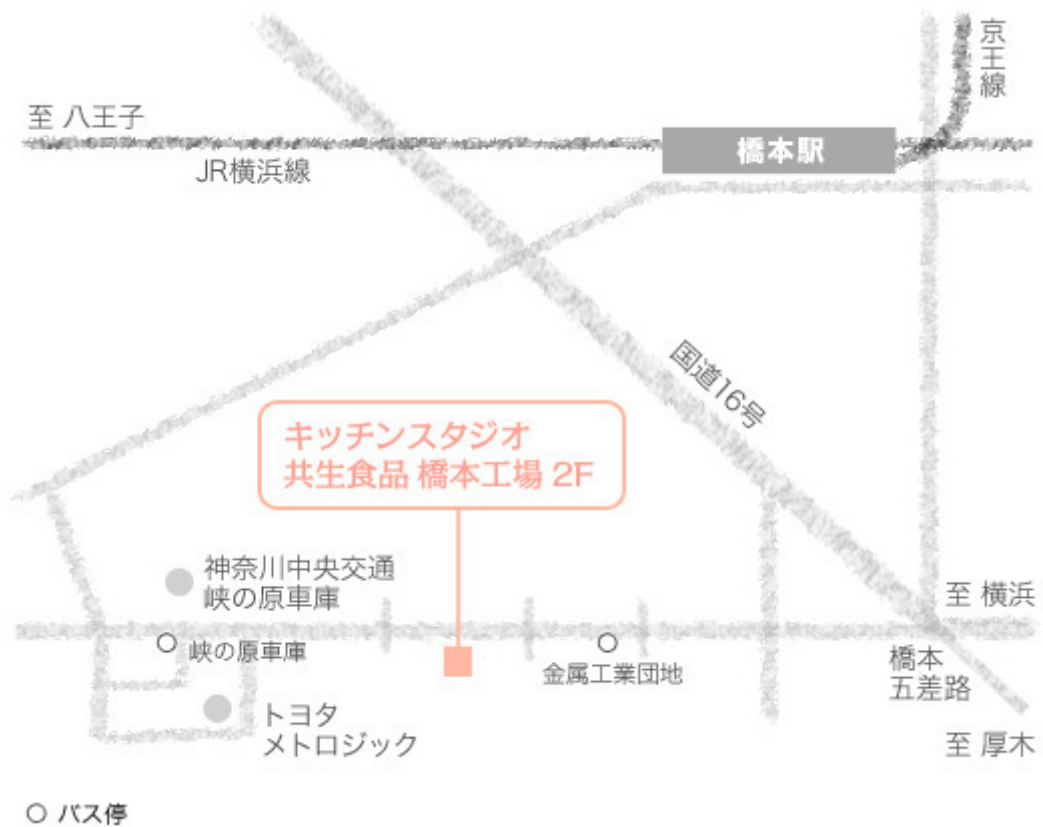 京王線
至 八王子
橋本駅
JR横浜線
国道16号
キッチンスタジオ
共生食品 橋本工場 2F
神奈川中央交通
峡の原車庫
至 横浜
峡の原車庫
金属工業団地
橋本
五差路
トヨタ
メトロジック
至 厚木
○ バス停